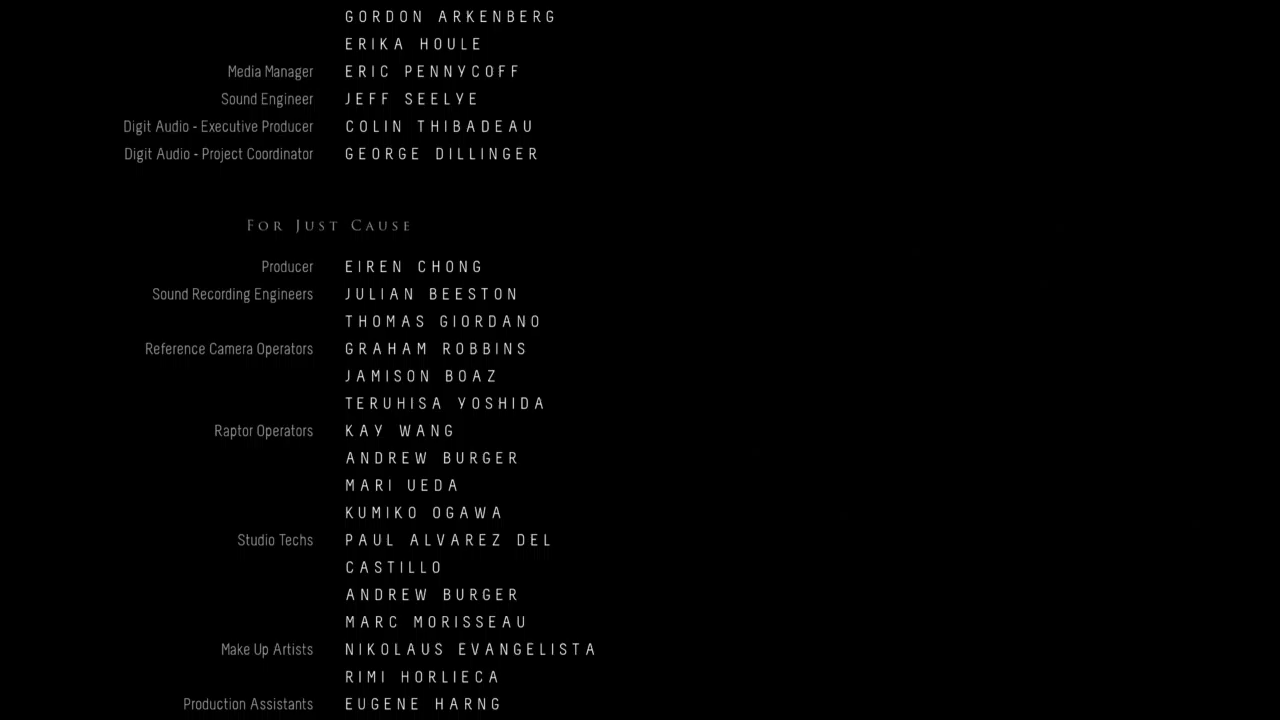 GORDON ARKENBERG
ERIKA HOULE
Media Manager ERIC PENNYCOFF
Sound Engineer JEFF SEELYE
Digit Audio - Executive Producer COLIN THIBADEAU
Digit Audio - Project Coordinator GEORGE DILLINGER
FOR JUST CAUSE
Producer EIREN CHONG
Sound Recording Engineers JULIAN BEESTON
THOMAS GIORDANO
Reference Camera Operators GRAHAM ROBBINS
JAMISON BOAZ
TERUHISA YOSHIDA
Raptor Operators KAY WANG
ANDREW BURGER
MARI UEDA
KUMIKO OGAWA
Studio Techs PAUL ALVAREZ DEL
CASTILLO
ANDREW BURGER
MARC MORISSEAU
Make Up Artists NIKOLAUS EVANGELISTA
RIMI HORLIECA
Production Assistants EUGENE HARNG